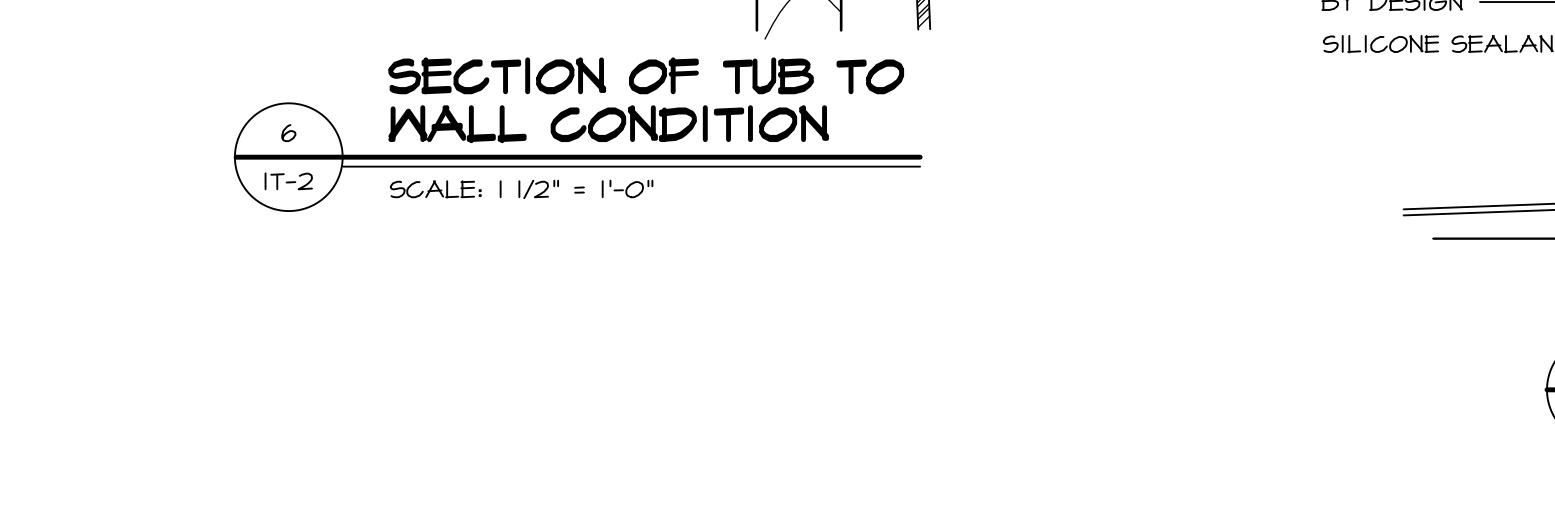 BY DESIGN
SILICONE SEALAN
SECTION OF TUB TO
WALL CONDITION
6
IT-2
SCALE: 1 1/2" = 1'-0"